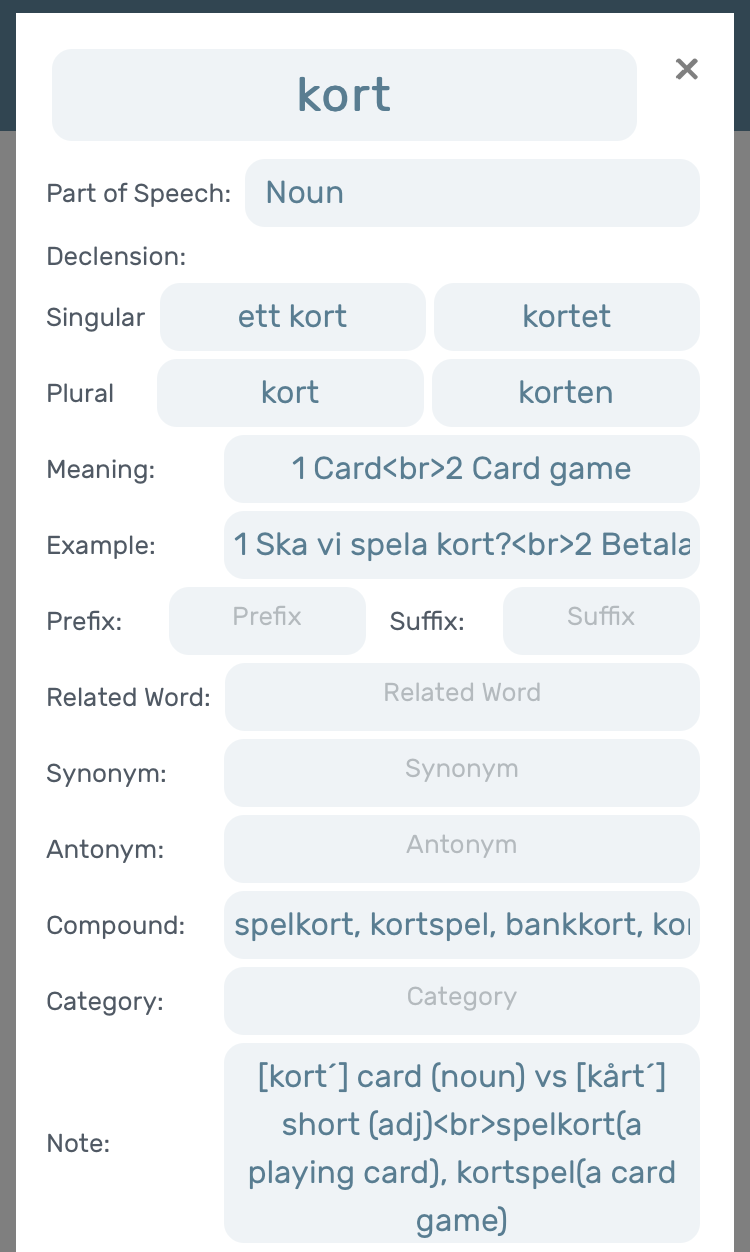 kort
Part of Speech: Noun
Declension:
Singular ett kort kortet
Plural kort korten
Meaning: 1 Card<br>2 Card game
Example: 1 Ska vi spela kort?<br>2 Betala
Prefix: Prefix Suffix: Suffix
Related Word: Related Word
Synonym: Synonym
Antonym: Antonym
Compound: spelkort, kortspel, bankkort, kor
Category: Category
[kort´] card (noun) vs [kårt´]
short (adj)<br>spelkort(a
Note:
playing card), kortspel(a card
game)